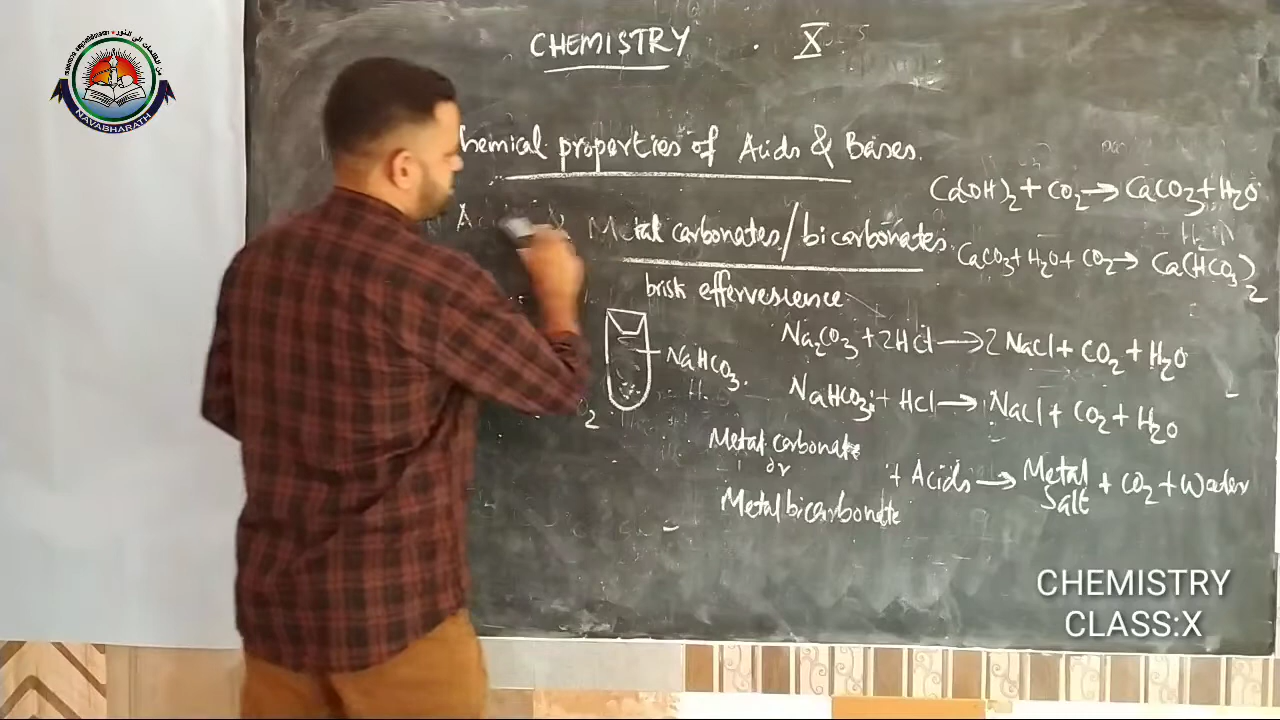 NAVABHARATH
CHEMISTRY . X
hemical properties of Acids & Bases.
Metal carbonates/bicarbonates.
brisk effervescence
Ca(OH)₂ + CO₂ → CaCO₃ + H₂O
CaCO₃ + H₂O + CO₂ → Ca(HCO₃)₂
NaHCO₃.
Na₂CO₃ + 2HCl → 2 NaCl + CO₂ + H₂O
NaHCO₃ + HCl → NaCl + CO₂ + H₂O
Metal carbonate
or
Metal bicarbonate
+ Acids → Metal Salt + CO₂ + Water
CHEMISTRY
CLASS:X